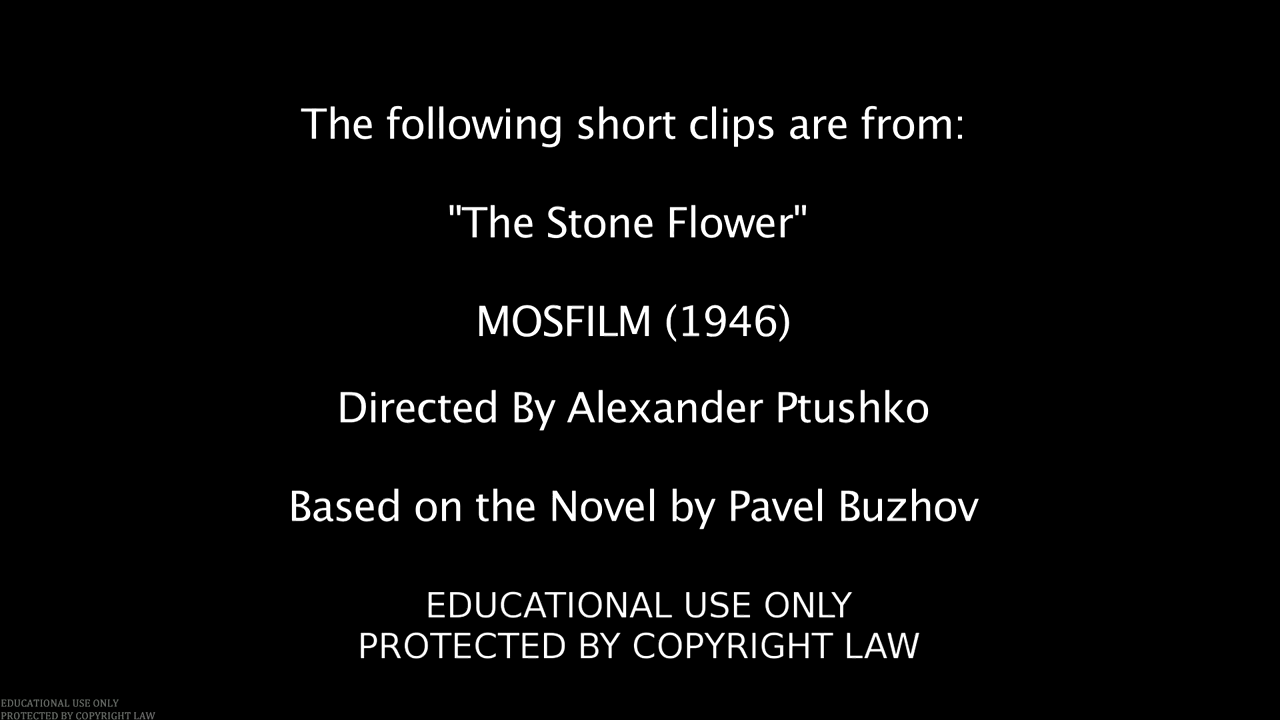 The following short clips are from:
"The Stone Flower"
MOSFILM (1946)
Directed By Alexander Ptushko
Based on the Novel by Pavel Buzhov
EDUCATIONAL USE ONLY
PROTECTED BY COPYRIGHT LAW
EDUCATIONAL USE ONLY
PROTECTED BY COPYRIGHT LAW